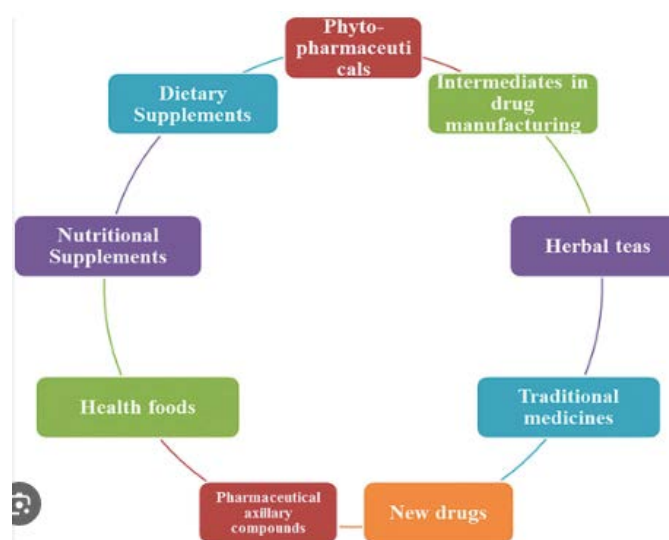 Phyto-
pharmaceuti
cals
Intermediates in
drug
manufacturing
Herbal teas
Traditional
medicines
New drugs
Pharmaceutical
axillary
compounds
Health foods
Nutritional
Supplements
Dietary
Supplements